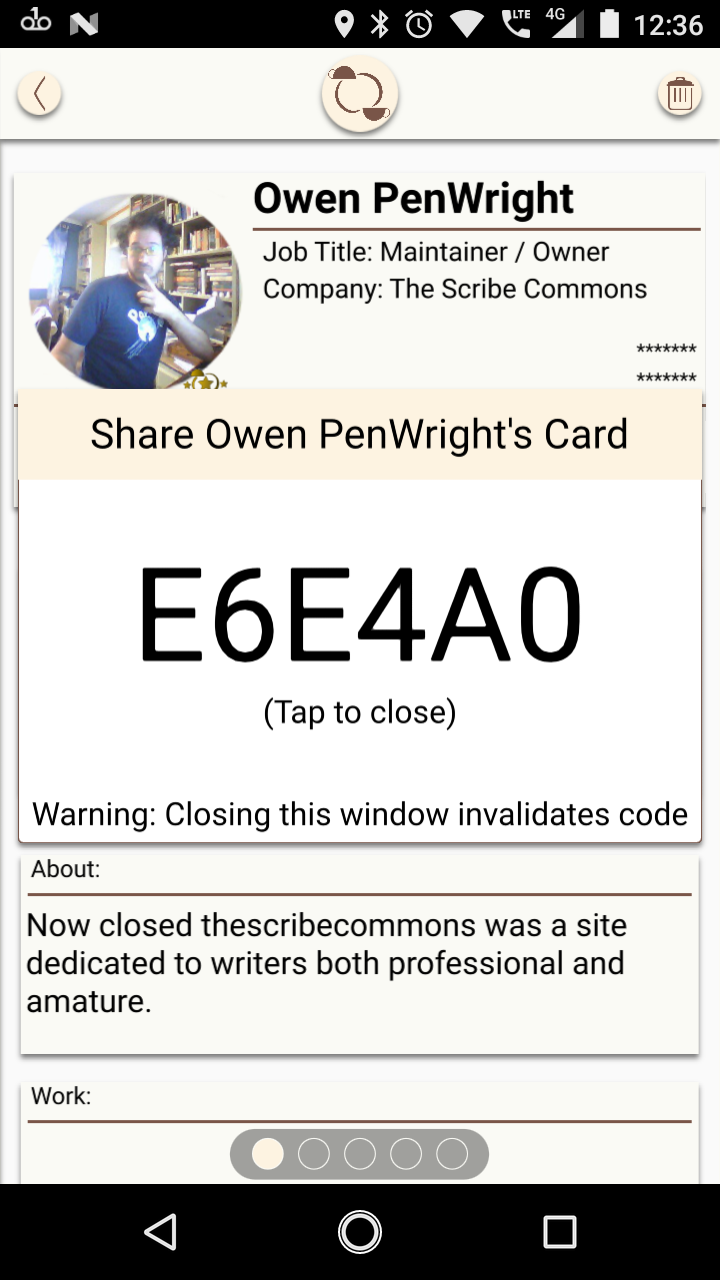 LTE
4G
12:36
Owen PenWright
Job Title: Maintainer / Owner
Company: The Scribe Commons
*******
*******
Share Owen PenWright's Card
E6E4A0
(Tap to close)
Warning: Closing this window invalidates code
About:
Now closed thescribecommons was a site
dedicated to writers both professional and
amature.
Work: